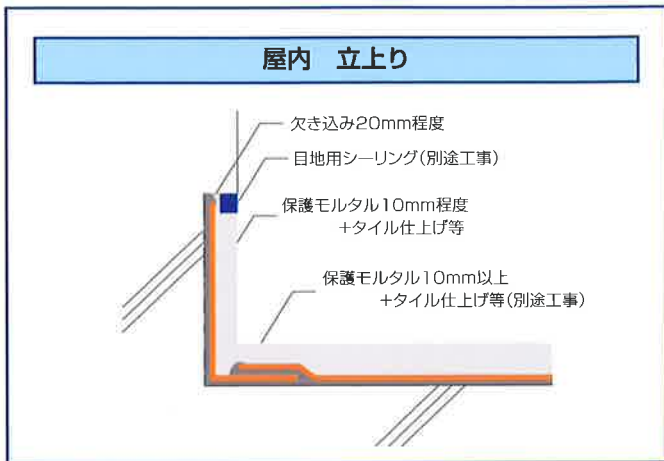 屋内　立上り
欠き込み20mm程度
目地用シーリング(別途工事)
保護モルタル10mm程度
+タイル仕上げ等
保護モルタル10mm以上
+タイル仕上げ等(別途工事)